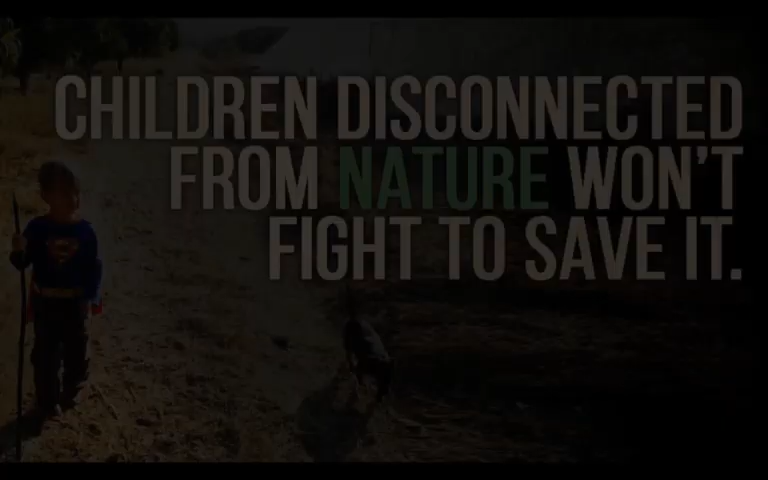 CHILDREN DISCONNECTED
FROM NATURE WON'T
FIGHT TO SAVE IT.